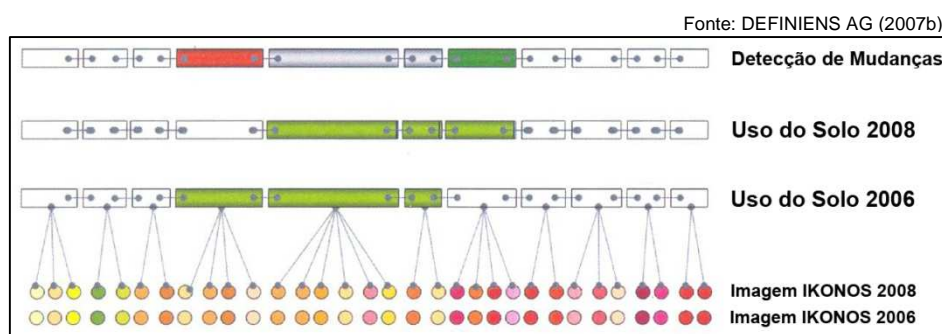 Fonte: DEFINIENS AG (2007b)
Detecção de Mudanças
Uso do Solo 2008
Uso do Solo 2006
Imagem IKONOS 2008
Imagem IKONOS 2006